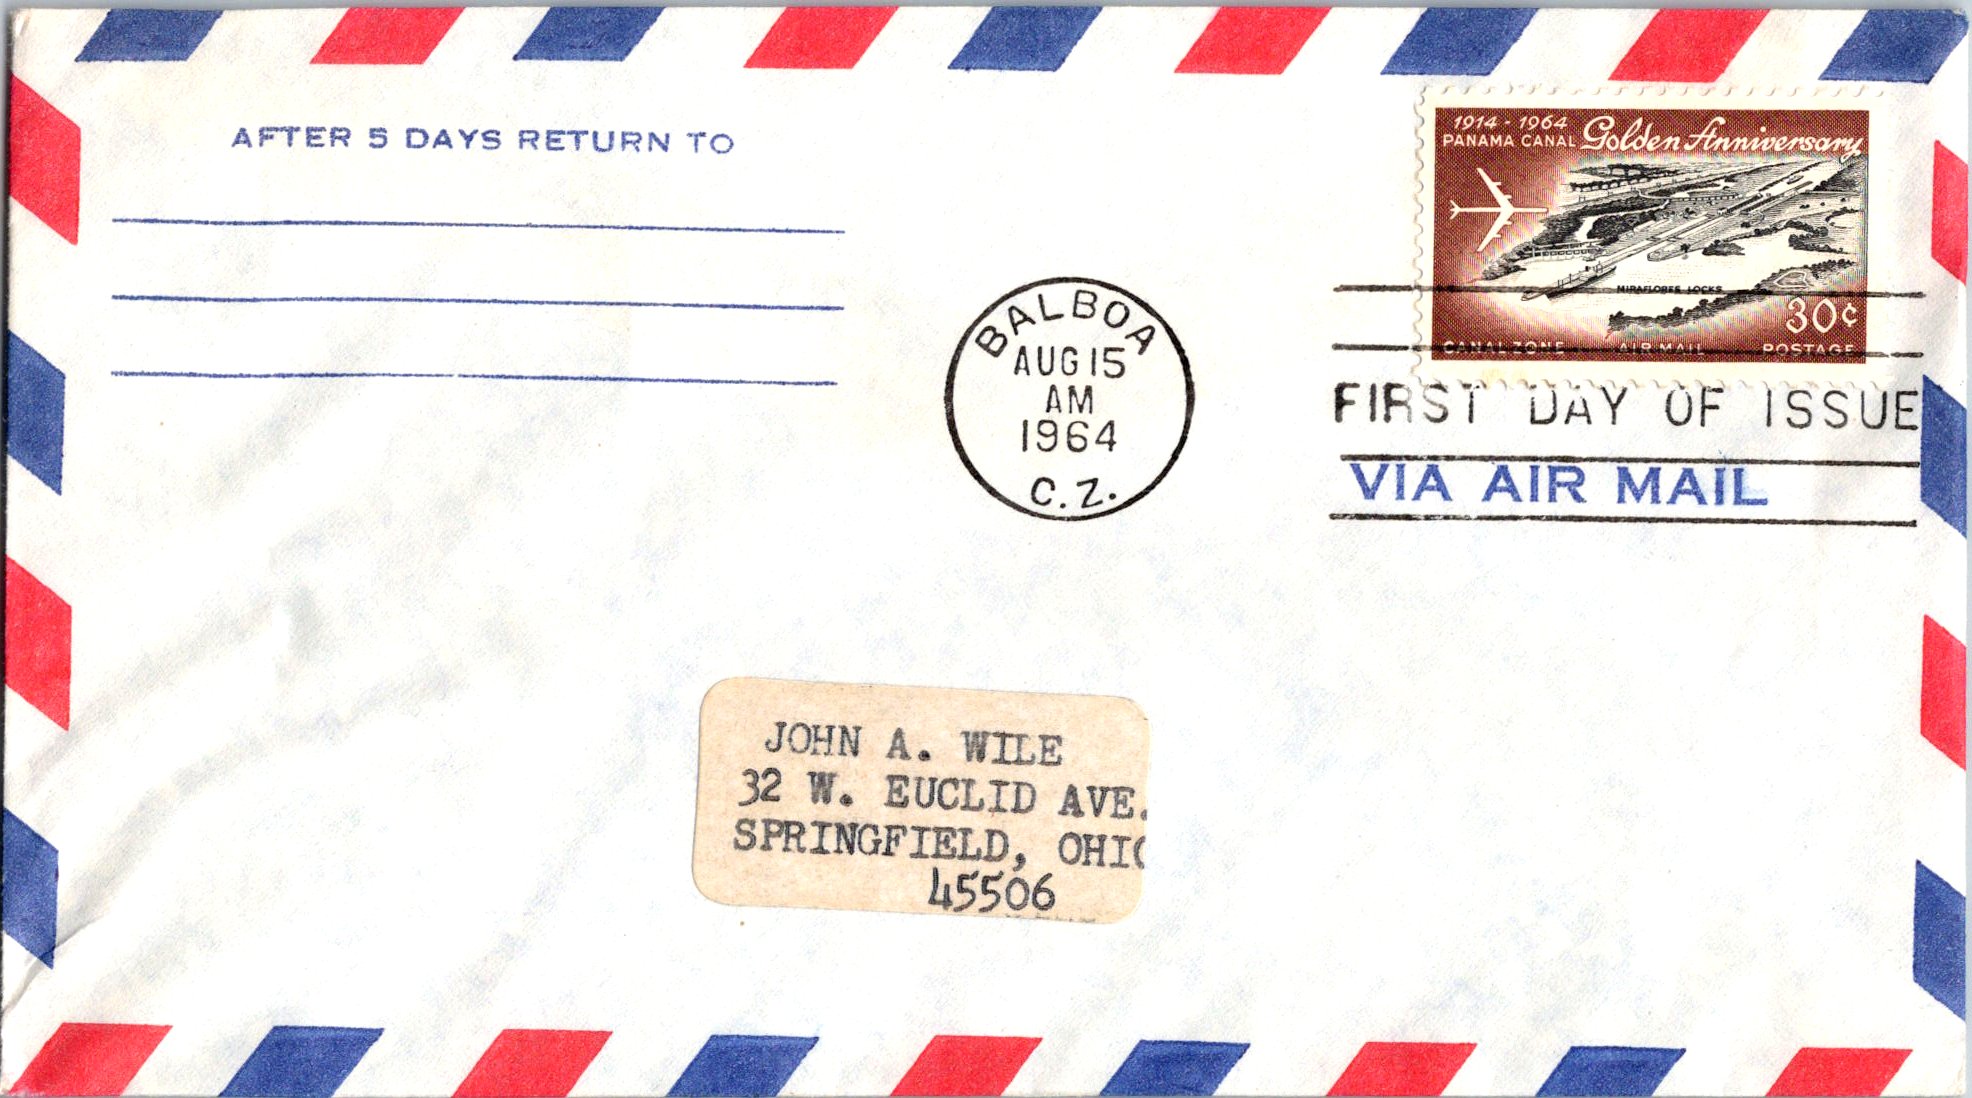 AFTER 5 DAYS RETURN TO
1914 - 1964
PANAMA CANAL Golden Anniversary
MIRAFLORES LOCKS
30¢
CANAL ZONE AIR MAIL POSTAGE
BALBOA
AUG 15
AM
1964
C. Z.
FIRST DAY OF ISSUE
VIA AIR MAIL
JOHN A. WILE
32 W. EUCLID AVE.
SPRINGFIELD, OHIO
45506